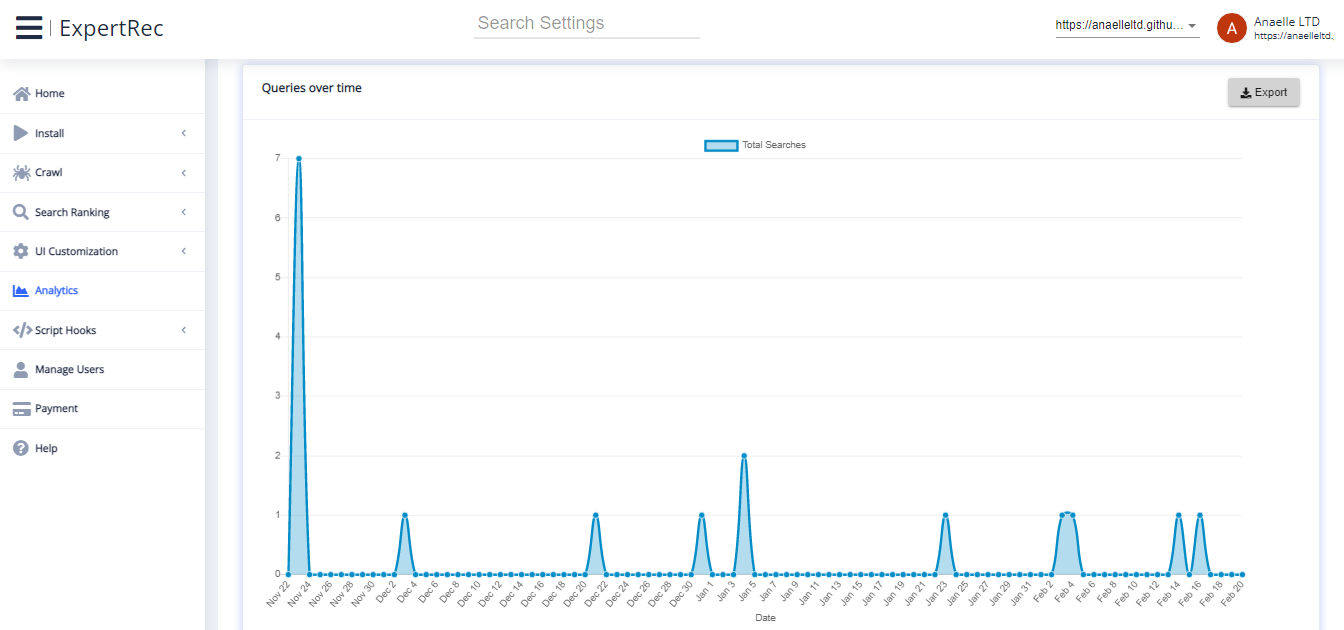 ExpertRec
Search Settings
https://anaelleltd.githu...
A
Anaelle LTD
https://anaelleltd.
Home
Install
Crawl
Search Ranking
UI Customization
Analytics
Script Hooks
Manage Users
Payment
Help
Queries over time
Export
Total Searches
7
6
5
4
3
2
1
0
Nov 22 Nov 24 Nov 26 Nov 28 Nov 30 Dec 2 Dec 4 Dec 6 Dec 8 Dec 10 Dec 12 Dec 14 Dec 16 Dec 18 Dec 20 Dec 22 Dec 24 Dec 26 Dec 28 Dec 30 Jan 1 Jan 3 Jan 5 Jan 7 Jan 9 Jan 11 Jan 13 Jan 15 Jan 17 Jan 19 Jan 21 Jan 23 Jan 25 Jan 27 Jan 29 Jan 31 Feb 2 Feb 4 Feb 6 Feb 8 Feb 10 Feb 12 Feb 14 Feb 16 Feb 18 Feb 20
Date